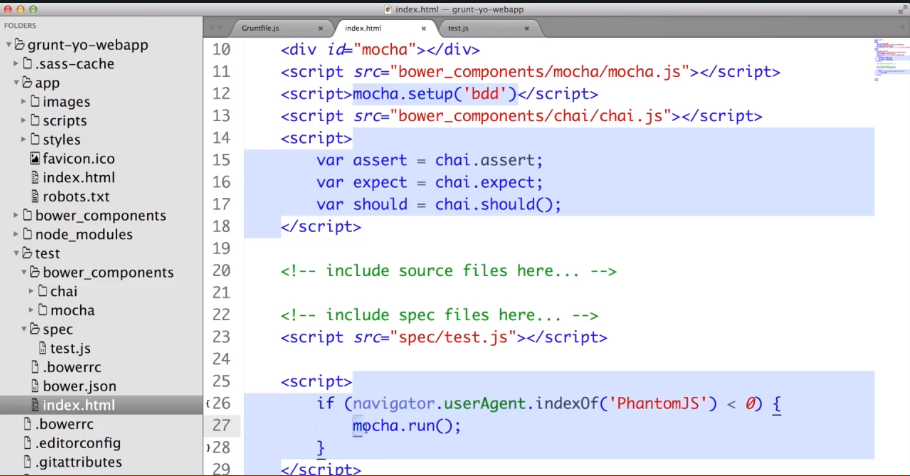 index.html — grunt-yo-webapp
FOLDERS
grunt-yo-webapp
.sass-cache
app
images
scripts
styles
favicon.ico
index.html
robots.txt
bower_components
node_modules
test
bower_components
chai
mocha
spec
test.js
.bowerrc
bower.json
index.html
.bowerrc
.editorconfig
.gitattributes
Gruntfile.js × index.html × test.js ×
10 <div id="mocha"></div>
11 <script src="bower_components/mocha/mocha.js"></script>
12 <script>mocha.setup('bdd')</script>
13 <script src="bower_components/chai/chai.js"></script>
14 <script>
15 var assert = chai.assert;
16 var expect = chai.expect;
17 var should = chai.should();
18 </script>
19
20 <!-- include source files here... -->
21
22 <!-- include spec files here... -->
23 <script src="spec/test.js"></script>
24
25 <script>
{26 if (navigator.userAgent.indexOf('PhantomJS') < 0) {
27 mocha.run();
}28 }
29 </script>